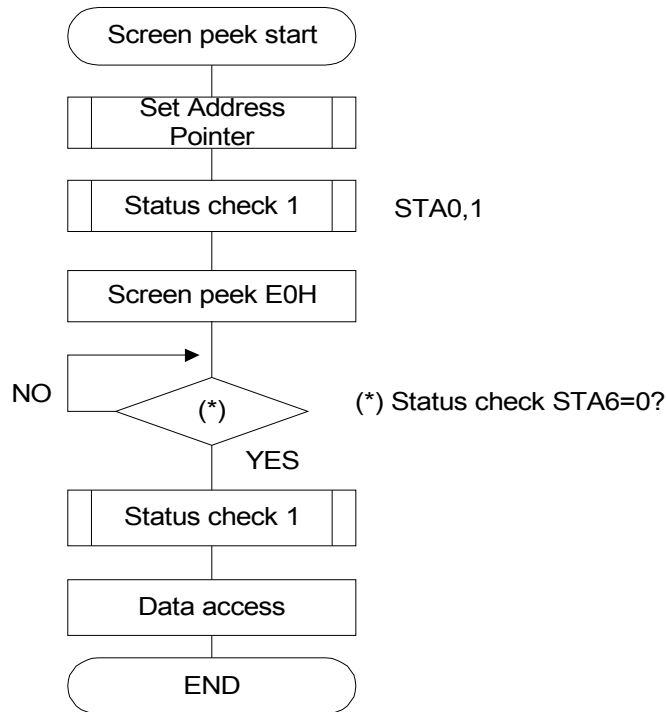 Screen peek start
Set Address
Pointer
Status check 1
STA0,1
Screen peek E0H
NO
(*)
(*) Status check STA6=0?
YES
Status check 1
Data access
END